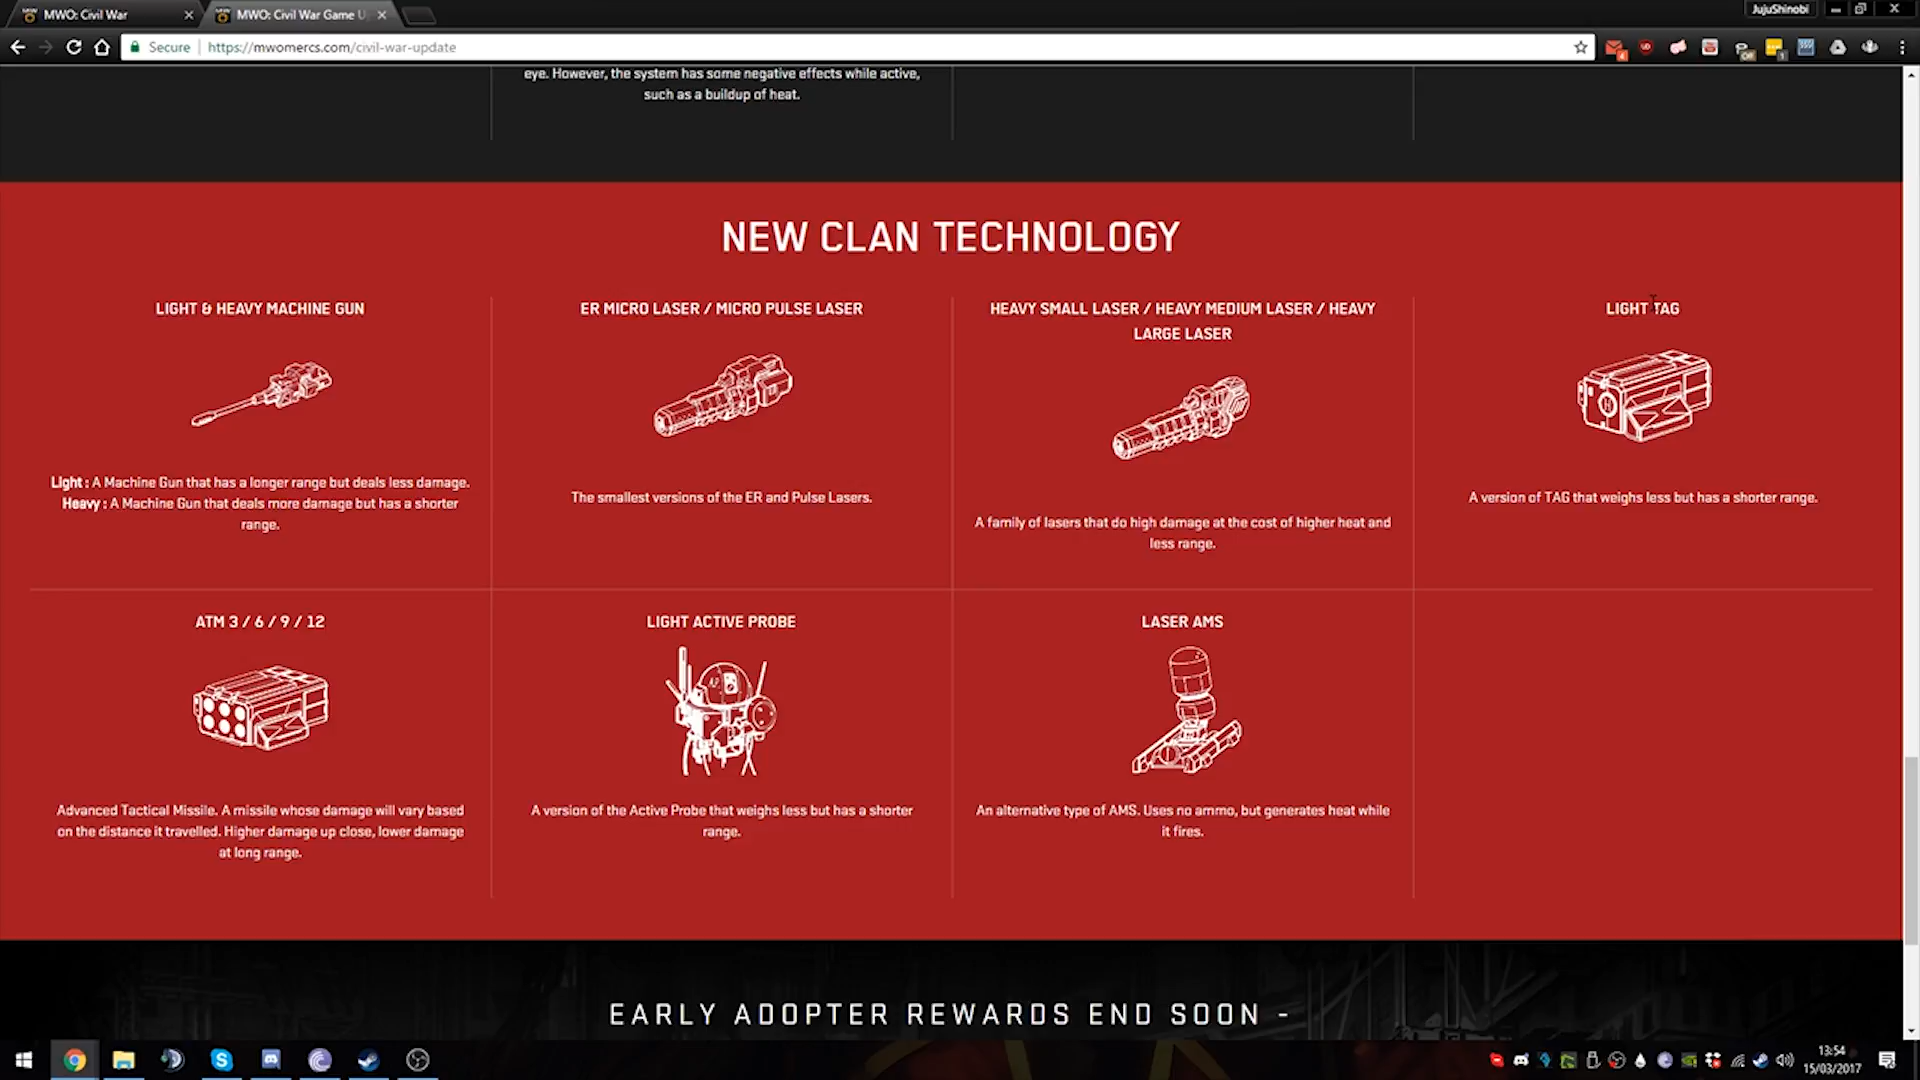 MWO: Civil War
MWO: Civil War Game U
JujuShinobi
Secure
https://mwomercs.com/civil-war-update
eye. However, the system has some negative effects while active,
such as a buildup of heat.
NEW CLAN TECHNOLOGY
LIGHT & HEAVY MACHINE GUN
Light : A Machine Gun that has a longer range but deals less damage.
Heavy : A Machine Gun that deals more damage but has a shorter
range.
ER MICRO LASER / MICRO PULSE LASER
The smallest versions of the ER and Pulse Lasers.
HEAVY SMALL LASER / HEAVY MEDIUM LASER / HEAVY
LARGE LASER
A family of lasers that do high damage at the cost of higher heat and
less range.
LIGHT TAG
A version of TAG that weighs less but has a shorter range.
ATM 3 / 6 / 9 / 12
Advanced Tactical Missile. A missile whose damage will vary based
on the distance it travelled. Higher damage up close, lower damage
at long range.
LIGHT ACTIVE PROBE
A version of the Active Probe that weighs less but has a shorter
range.
LASER AMS
An alternative type of AMS. Uses no ammo, but generates heat while
it fires.
EARLY ADOPTER REWARDS END SOON -
13:54
15/03/2017